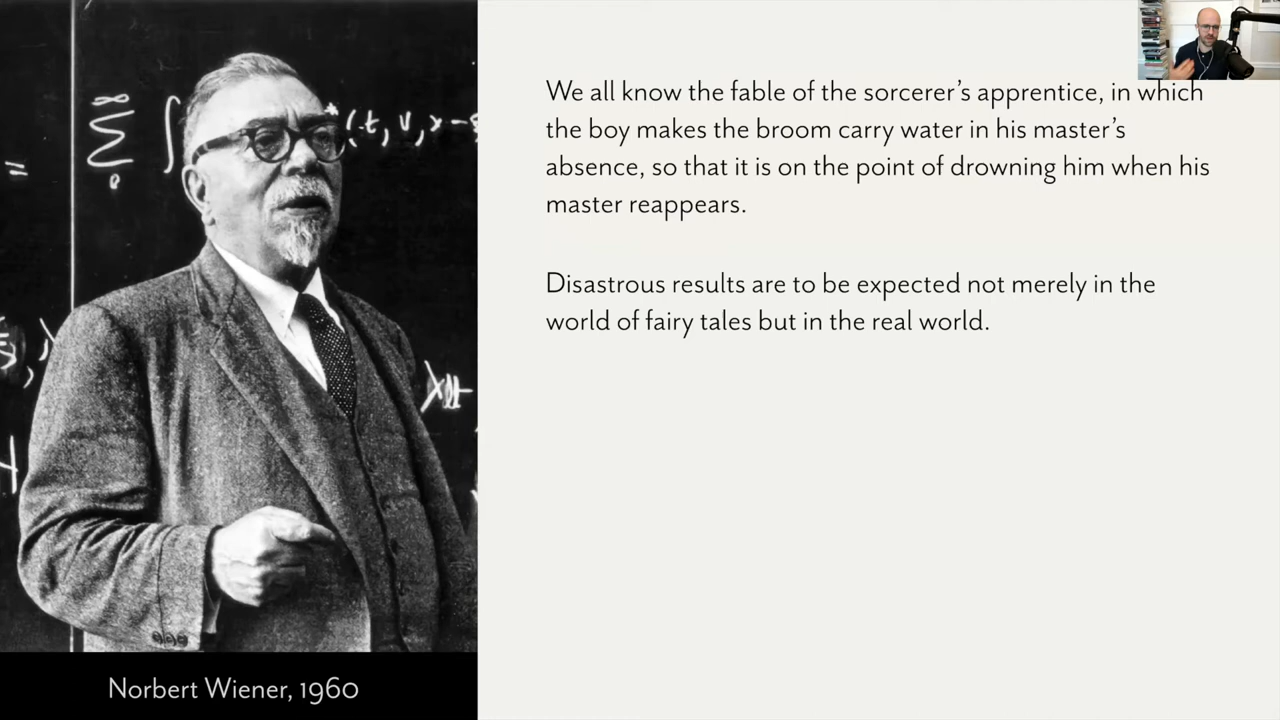 We all know the fable of the sorcerer's apprentice, in which
the boy makes the broom carry water in his master's
absence, so that it is on the point of drowning him when his
master reappears.
Disastrous results are to be expected not merely in the
world of fairy tales but in the real world.
Norbert Wiener, 1960